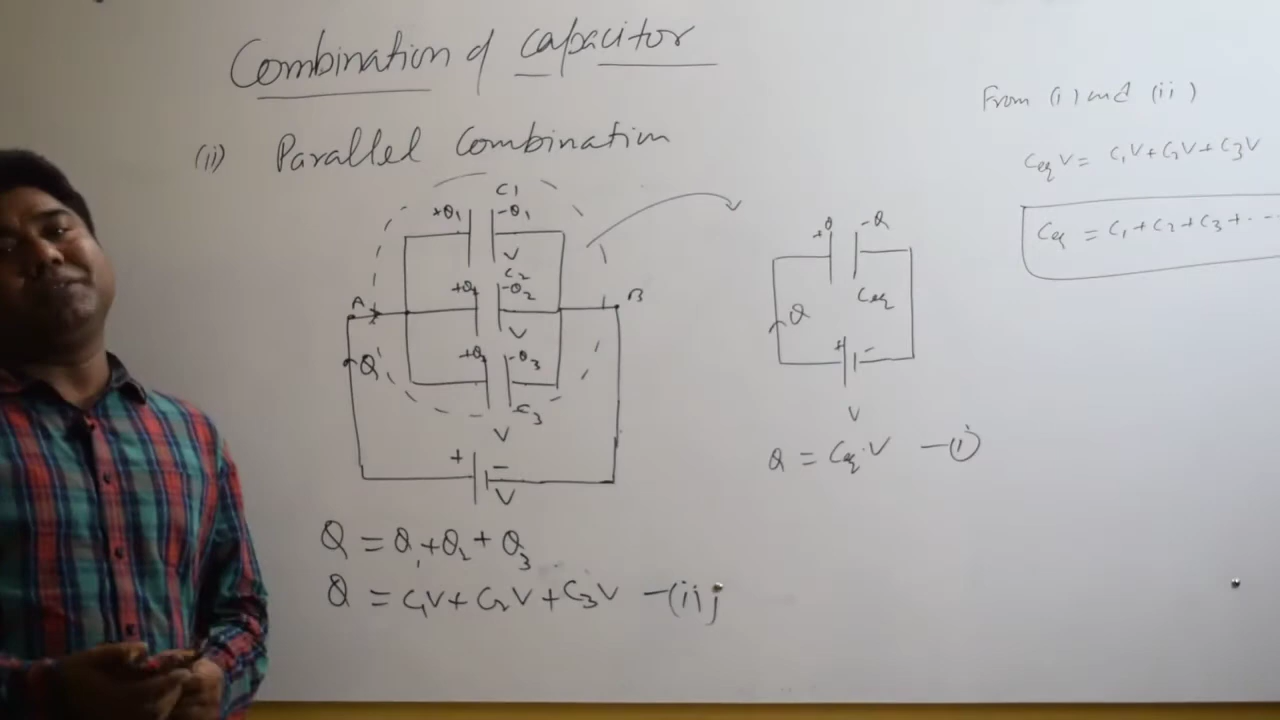 Combination of Capacitor
(ii) Parallel Combination
C1
+Q1 -Q1
V
C2
+Q2 -Q2
A B
V
+Q3 -Q3
Q
C3
V
+ -
V
Q = Q1 + Q2 + Q3
Q = C1V + C2V + C3V -(ii)
+Q -Q
Ceq
Q
+ -
V
Q = Ceq.V -(i)
From (i) and (ii)
CeqV = C1V + C2V + C3V
Ceq = C1 + C2 + C3 + ...